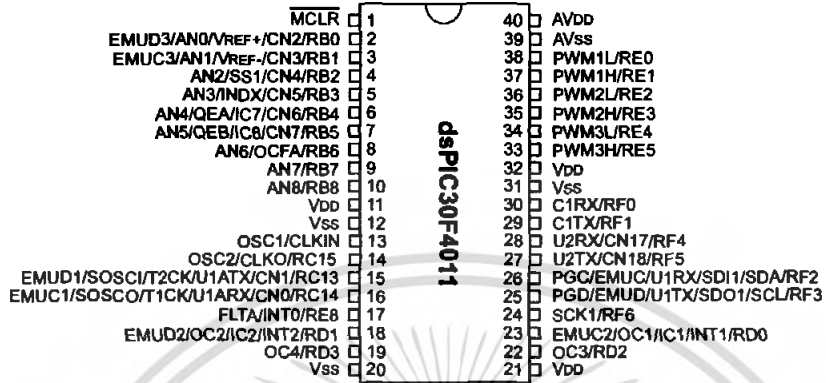 MCLR 1
EMUD3/AN0/VREF+/CN2/RB0 2
EMUC3/AN1/VREF-/CN3/RB1 3
AN2/SS1/CN4/RB2 4
AN3/INDX/CN5/RB3 5
AN4/QEA/IC7/CN6/RB4 6
AN5/QEB/IC8/CN7/RB5 7
AN6/OCFA/RB6 8
AN7/RB7 9
AN8/RB8 10
VDD 11
VSS 12
OSC1/CLKIN 13
OSC2/CLKO/RC15 14
EMUD1/SOSCI/T2CK/U1ATX/CN1/RC13 15
EMUC1/SOSCO/T1CK/U1ARX/CN0/RC14 16
FLTA/INT0/RE8 17
EMUD2/OC2/IC2/INT2/RD1 18
OC4/RD3 19
VSS 20
dsPIC30F4011
40 AVDD
39 AVSS
38 PWM1L/RE0
37 PWM1H/RE1
36 PWM2L/RE2
35 PWM2H/RE3
34 PWM3L/RE4
33 PWM3H/RE5
32 VDD
31 VSS
30 C1RX/RF0
29 C1TX/RF1
28 U2RX/CN17/RF4
27 U2TX/CN18/RF5
26 PGC/EMUC/U1RX/SDI1/SDA/RF2
25 PGD/EMUD/U1TX/SDO1/SCL/RF3
24 SCK1/RF6
23 EMUC2/OC1/IC1/INT1/RD0
22 OC3/RD2
21 VDD